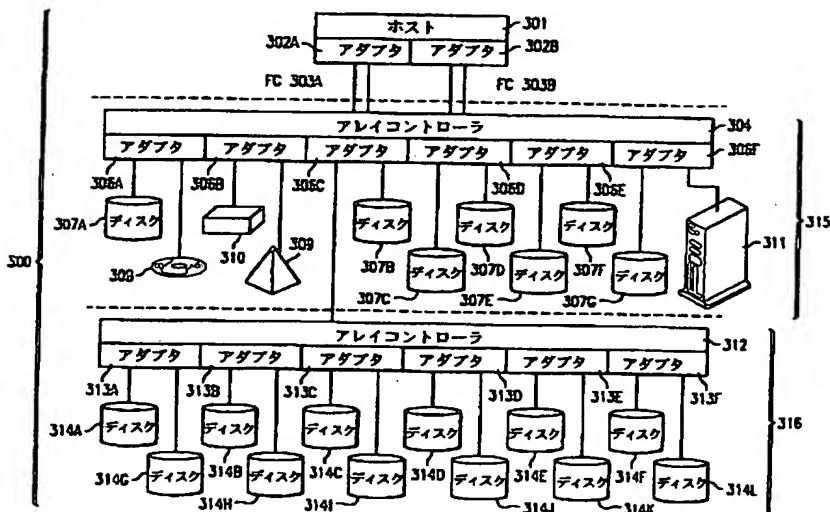 ホスト 301
302A アダプタ アダプタ 302B
FC 303A FC 303B
アレイコントローラ 304
アダプタ アダプタ アダプタ アダプタ アダプタ アダプタ 306F
306A 306B 306C 306D 306E
307A ディスク ディスク ディスク ディスク 315
300 310 309 311
308 307B 307D 307F
ディスク ディスク ディスク
307C 307E 307G
アレイコントローラ 312
アダプタ アダプタ アダプタ アダプタ アダプタ アダプタ
313A 313B 313C 313D 313E 313F
ディスク ディスク ディスク ディスク ディスク ディスク 316
314A 314B 314C 314D 314E 314F
ディスク ディスク ディスク ディスク ディスク ディスク 314L
314G 314H 314I 314J 314K